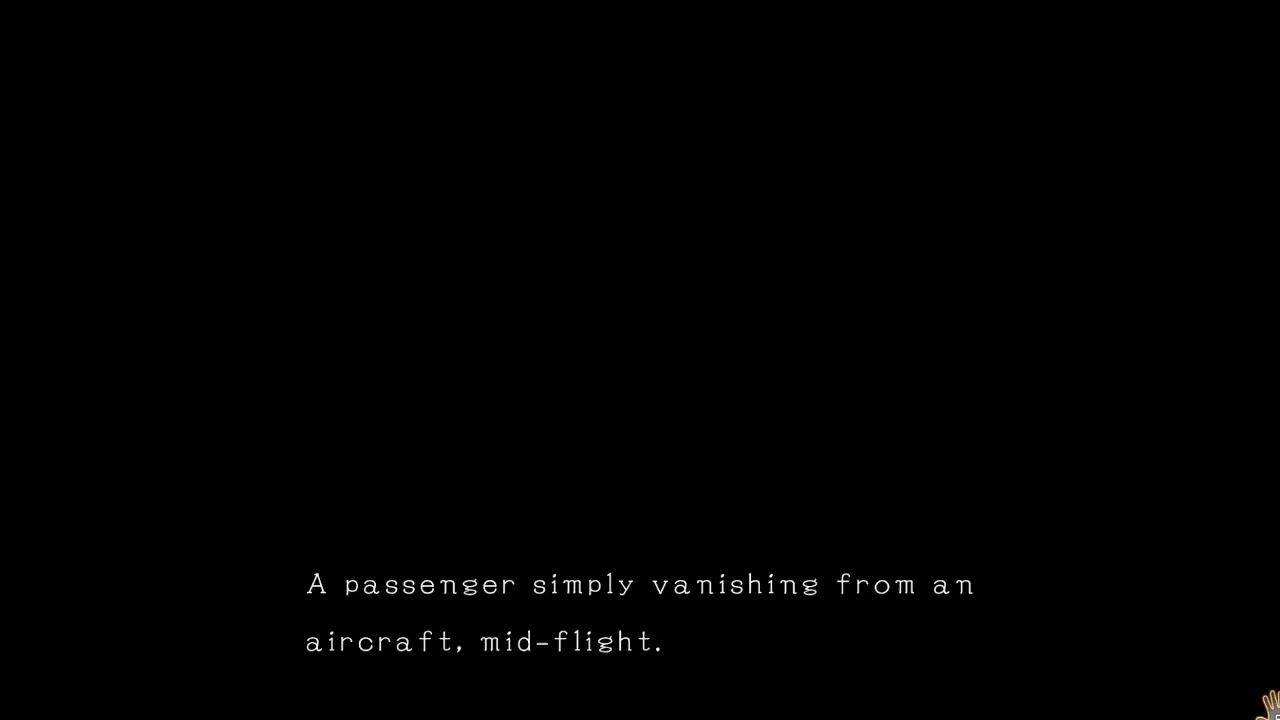 A passenger simply vanishing from an
aircraft, mid-flight.